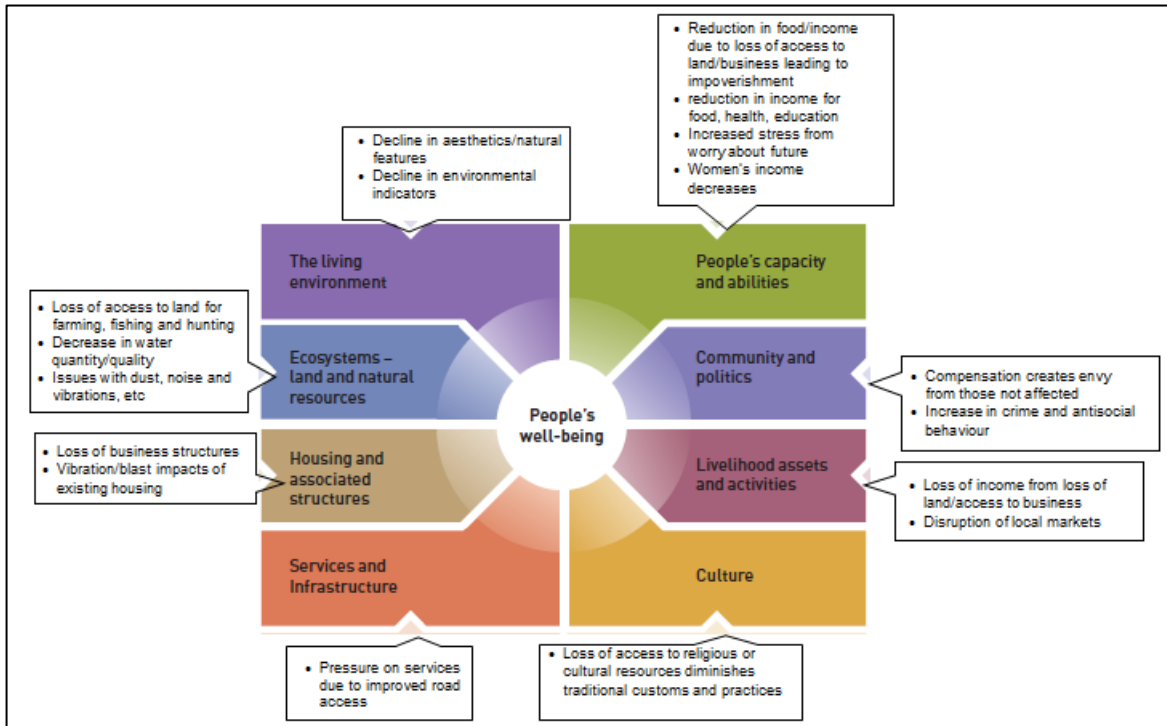 • Reduction in food/income
due to loss of access to
land/business leading to
impoverishment
• reduction in income for
food, health, education
• Increased stress from
worry about future
• Women's income
decreases
• Decline in aesthetics/natural
features
• Decline in environmental
indicators
The living
environment
People's capacity
and abilities
• Loss of access to land for
farming, fishing and hunting
• Decrease in water
quantity/quality
• Issues with dust, noise and
vibrations, etc
Ecosystems –
land and natural
resources
Community and
politics
• Compensation creates envy
from those not affected
• Increase in crime and antisocial
behaviour
People's
well-being
• Loss of business structures
• Vibration/blast impacts of
existing housing
Housing and
associated
structures
Livelihood assets
and activities
• Loss of income from loss of
land/access to business
• Disruption of local markets
Services and
Infrastructure
Culture
• Pressure on services
due to improved road
access
• Loss of access to religious or
cultural resources diminishes
traditional customs and practices